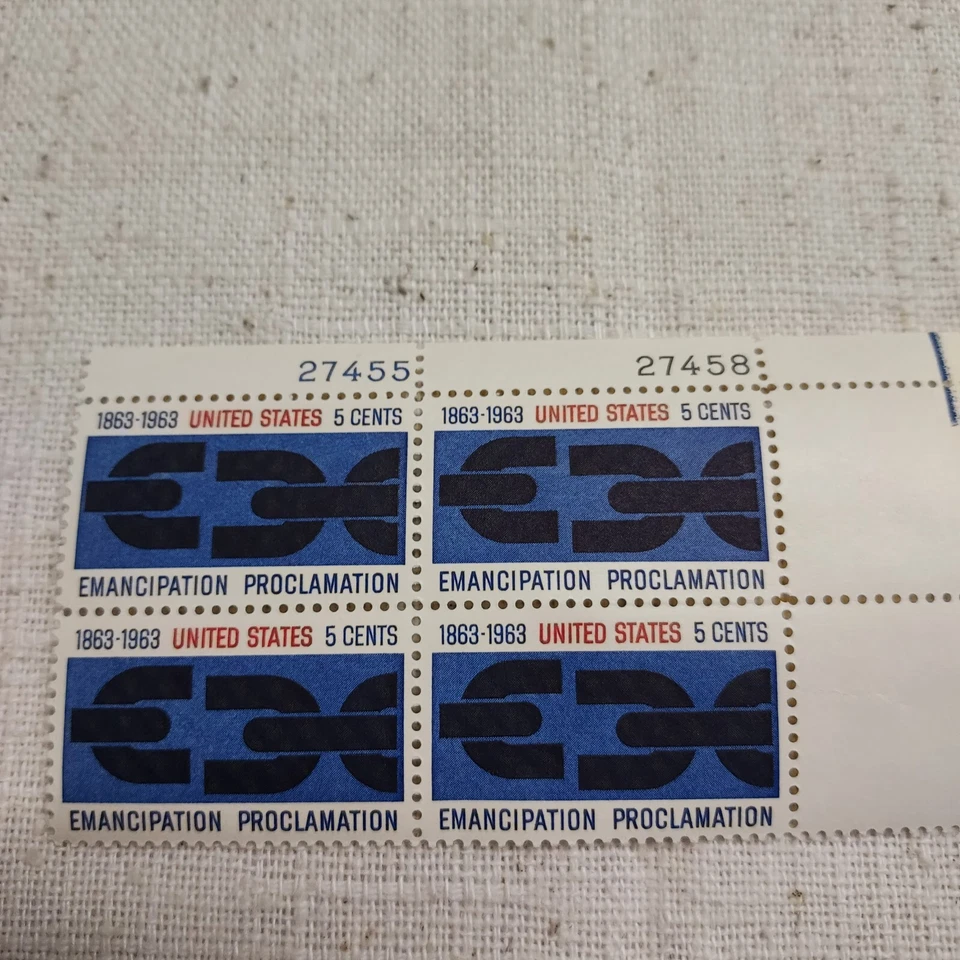 27455 27458
1863-1963 UNITED STATES 5 CENTS
EMANCIPATION PROCLAMATION
1863-1963 UNITED STATES 5 CENTS
EMANCIPATION PROCLAMATION
1863-1963 UNITED STATES 5 CENTS
EMANCIPATION PROCLAMATION
1863-1963 UNITED STATES 5 CENTS
EMANCIPATION PROCLAMATION